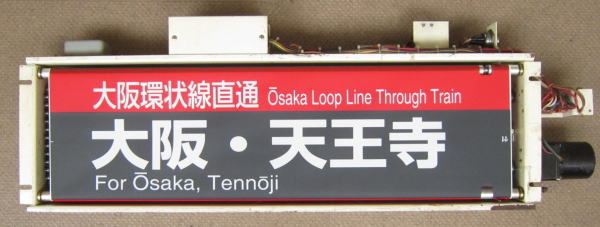 大阪環状線直通 Ōsaka Loop Line Through Train
大阪・天王寺
For Ōsaka, Tennōji